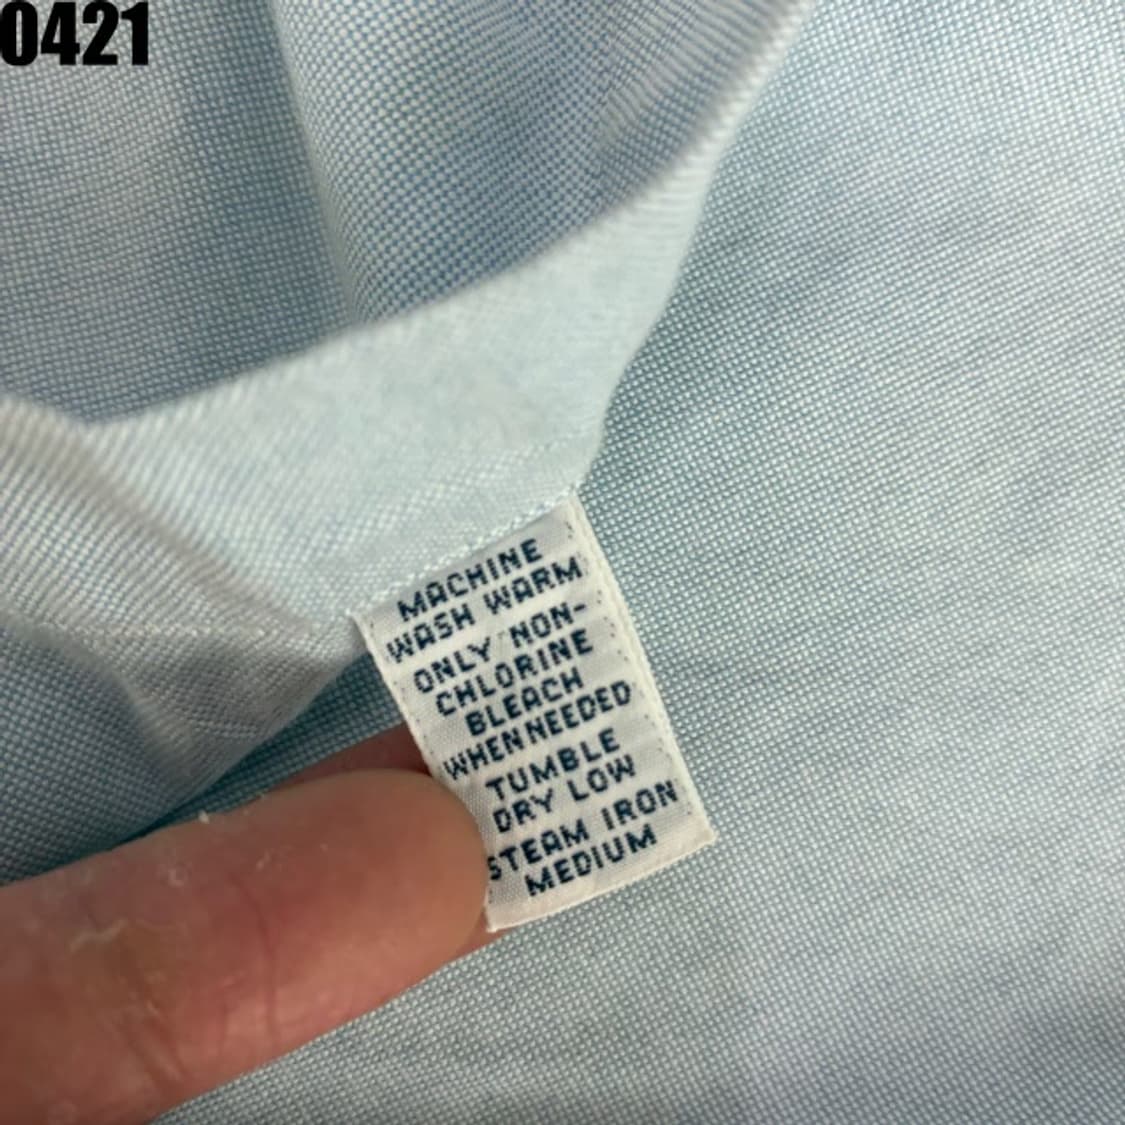 0421
MACHINE
WASH WARM
ONLY NON-
CHLORINE
BLEACH
WHEN NEEDED
TUMBLE
DRY LOW
STEAM IRON
MEDIUM